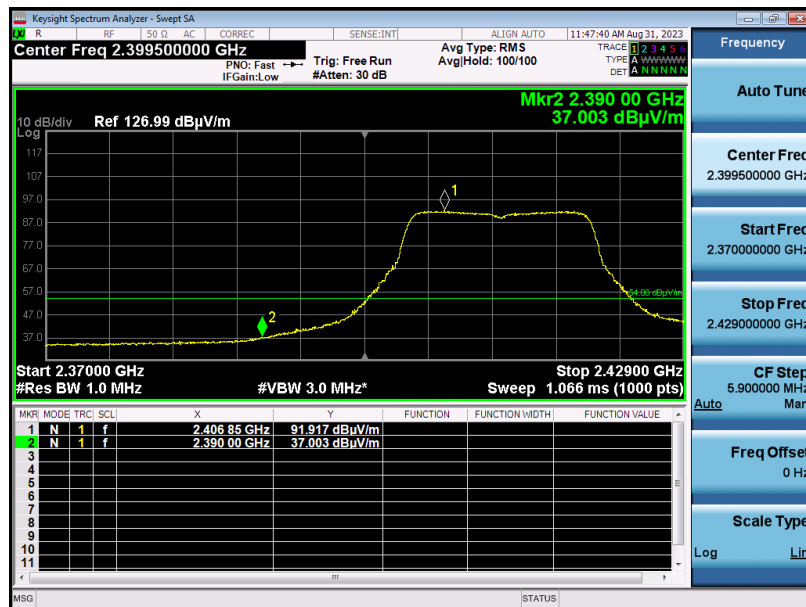 Keysight Spectrum Analyzer - Swept SA
LXI R RF 50 Ω AC CORREC SENSE:INT ALIGN AUTO 11:47:40 AM Aug 31, 2023
Center Freq 2.399500000 GHz
PNO: Fast
IFGain:Low
Trig: Free Run
#Atten: 30 dB
Avg Type: RMS
Avg|Hold: 100/100
TRACE 1 2 3 4 5 6
TYPE A WWWWW
DET A N N N N N
Mkr2 2.390 00 GHz
37.003 dBµV/m
10 dB/div Ref 126.99 dBµV/m
Log
117
107
97.0
87.0
77.0
67.0
57.0
47.0
37.0
1
2
54.00 dBµV/m
Start 2.37000 GHz Stop 2.42900 GHz
#Res BW 1.0 MHz #VBW 3.0 MHz* Sweep 1.066 ms (1000 pts)
MKR MODE TRC SCL X Y FUNCTION FUNCTION WIDTH FUNCTION VALUE
1 N 1 f 2.406 85 GHz 91.917 dBµV/m
2 N 1 f 2.390 00 GHz 37.003 dBµV/m
3
4
5
6
7
8
9
10
11
MSG STATUS
Frequency
Auto Tune
Center Freq
2.399500000 GHz
Start Freq
2.370000000 GHz
Stop Freq
2.429000000 GHz
CF Step
5.900000 MHz
Auto Man
Freq Offset
0 Hz
Scale Type
Log Lin